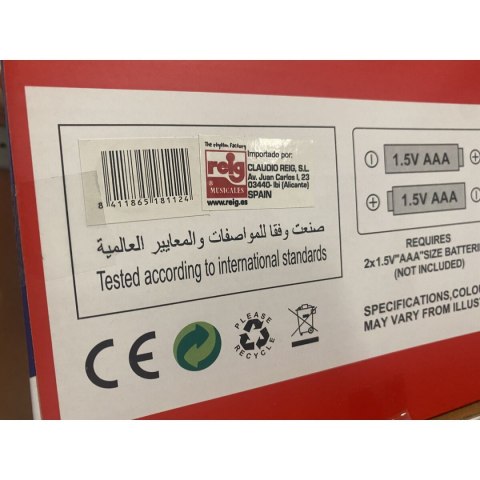 8 411865 181124
The rhythm Factory
reig
® MUSICALES
www.reig.es
Importado por:
CLAUDIO REIG, S.L.
Av. Juan Carlos I, 23
03440- Ibi (Alicante)
SPAIN
صنعت وفقا للمواصفات والمعايير العالمية
Tested according to international standards
CE
PLEASE
RECYCLE
1.5V AAA
1.5V AAA
REQUIRES
2x1.5V"AAA"SIZE BATTERI
(NOT INCLUDED)
SPECIFICATIONS,COLOU
MAY VARY FROM ILLUST